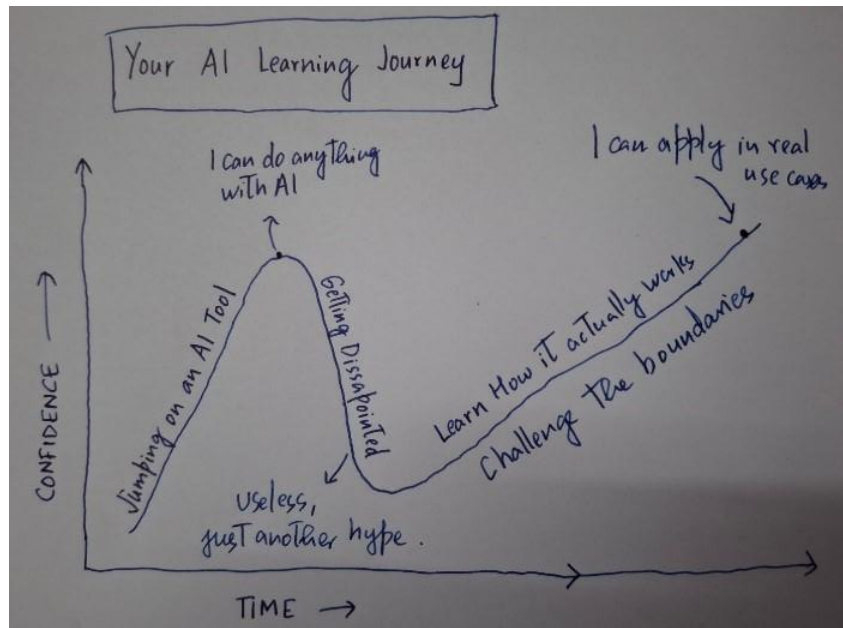 Your AI Learning Journey
I can do anything
with AI
I can apply in real
use cases
Jumping on an AI Tool
Getting Dissapointed
Learn How it actually works
Challenge the boundaries
useless,
just another hype.
CONFIDENCE
TIME